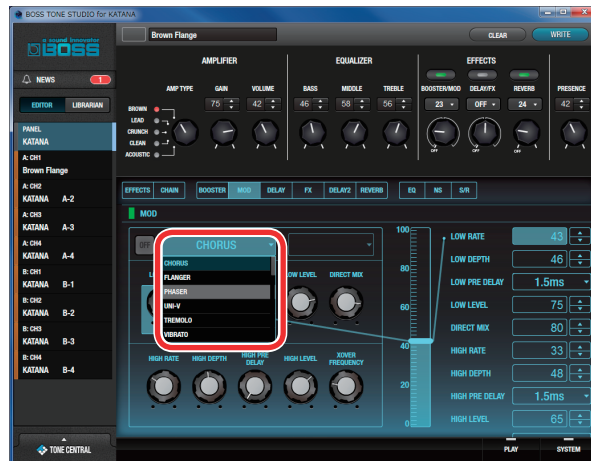 BOSS TONE STUDIO for KATANA
a sound innovator
BOSS
Brown Flange
CLEAR
WRITE
NEWS
1
EDITOR
LIBRARIAN
PANEL
KATANA
A: CH1
Brown Flange
A: CH2
KATANA A-2
A: CH3
KATANA A-3
A: CH4
KATANA A-4
B: CH1
KATANA B-1
B: CH2
KATANA B-2
B: CH3
KATANA B-3
B: CH4
KATANA B-4
TONE CENTRAL
AMPLIFIER
EQUALIZER
EFFECTS
AMP TYPE GAIN VOLUME BASS MIDDLE TREBLE BOOSTER/MOD DELAY/FX REVERB PRESENCE
75 42 46 58 56 23 OFF 24 42
BROWN
LEAD
CRUNCH
CLEAN
ACOUSTIC
OFF OFF OFF
EFFECTS CHAIN BOOSTER MOD DELAY FX DELAY2 REVERB EQ NS S/R
MOD
OFF
CHORUS
CHORUS
FLANGER
PHASER
UNI-V
TREMOLO
VIBRATO
LOW LEVEL DIRECT MIX
HIGH RATE HIGH DEPTH HIGH PRE DELAY HIGH LEVEL XOVER FREQUENCY
100
80
60
40
20
0
LOW RATE 43
LOW DEPTH 46
LOW PRE DELAY 1.5ms
LOW LEVEL 75
DIRECT MIX 80
HIGH RATE 33
HIGH DEPTH 48
HIGH PRE DELAY 1.5ms
HIGH LEVEL 65
PLAY SYSTEM